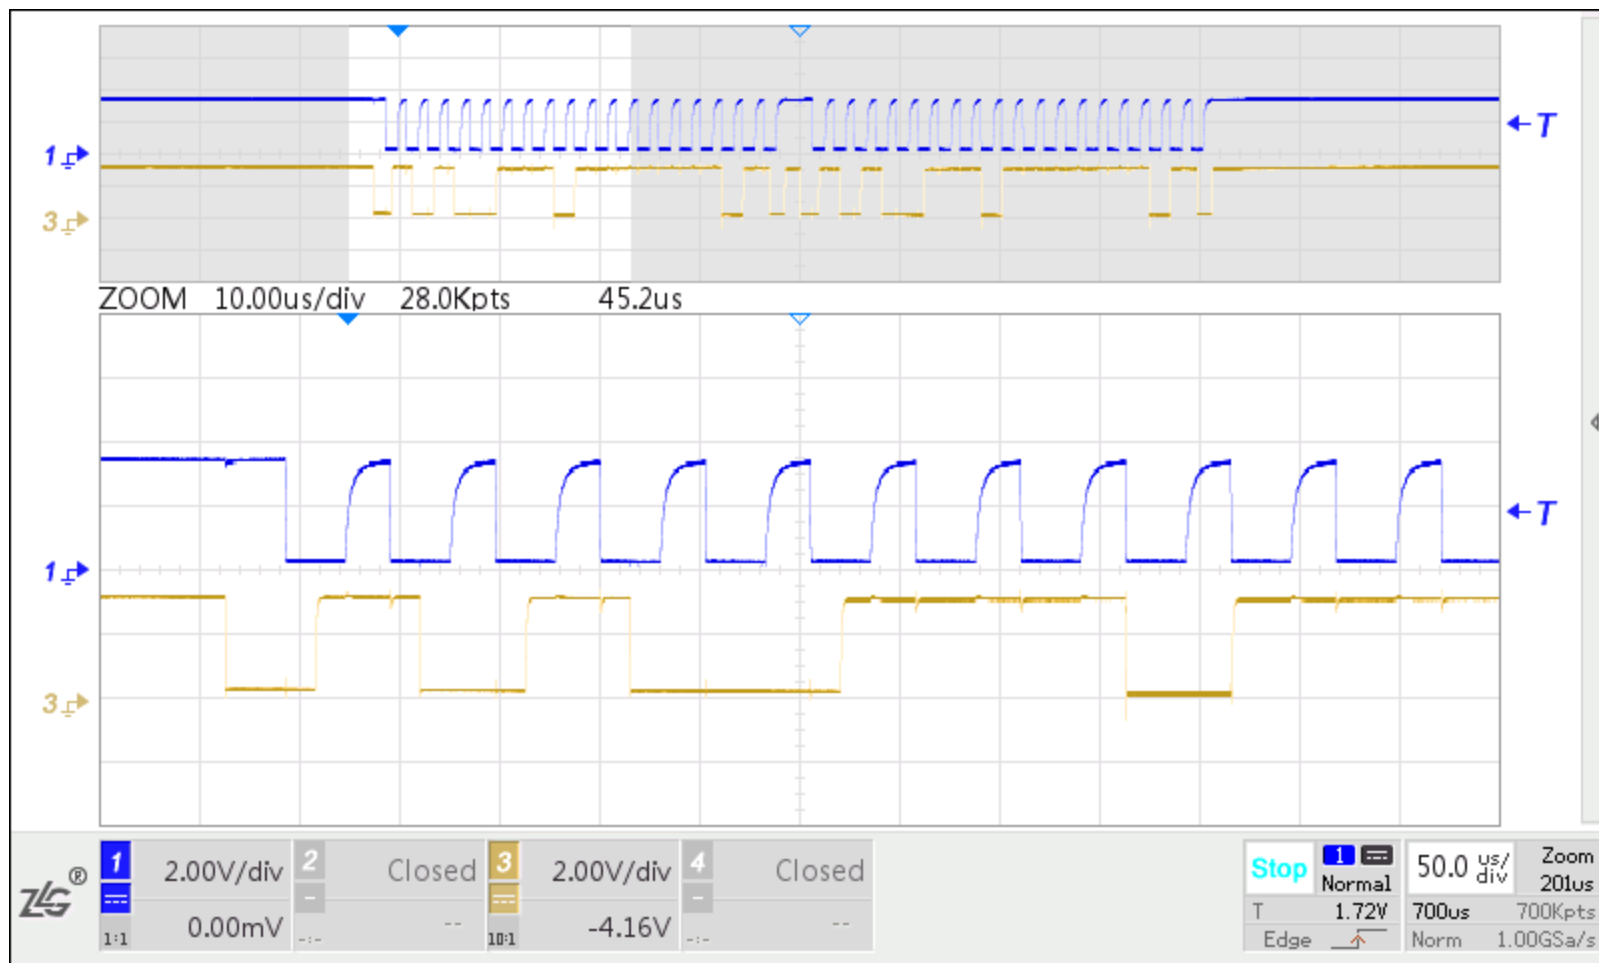 T
1
3
ZOOM 10.00us/div 28.0Kpts 45.2us
T
1
3
ZLG®
1 2.00V/div 2 Closed 3 2.00V/div 4 Closed
1:1 0.00mV -:- -- 10:1 -4.16V -:- --
Stop 1 Normal 50.0 us/div Zoom 201us
T 1.72V 700us 700Kpts
Edge Norm 1.00GSa/s